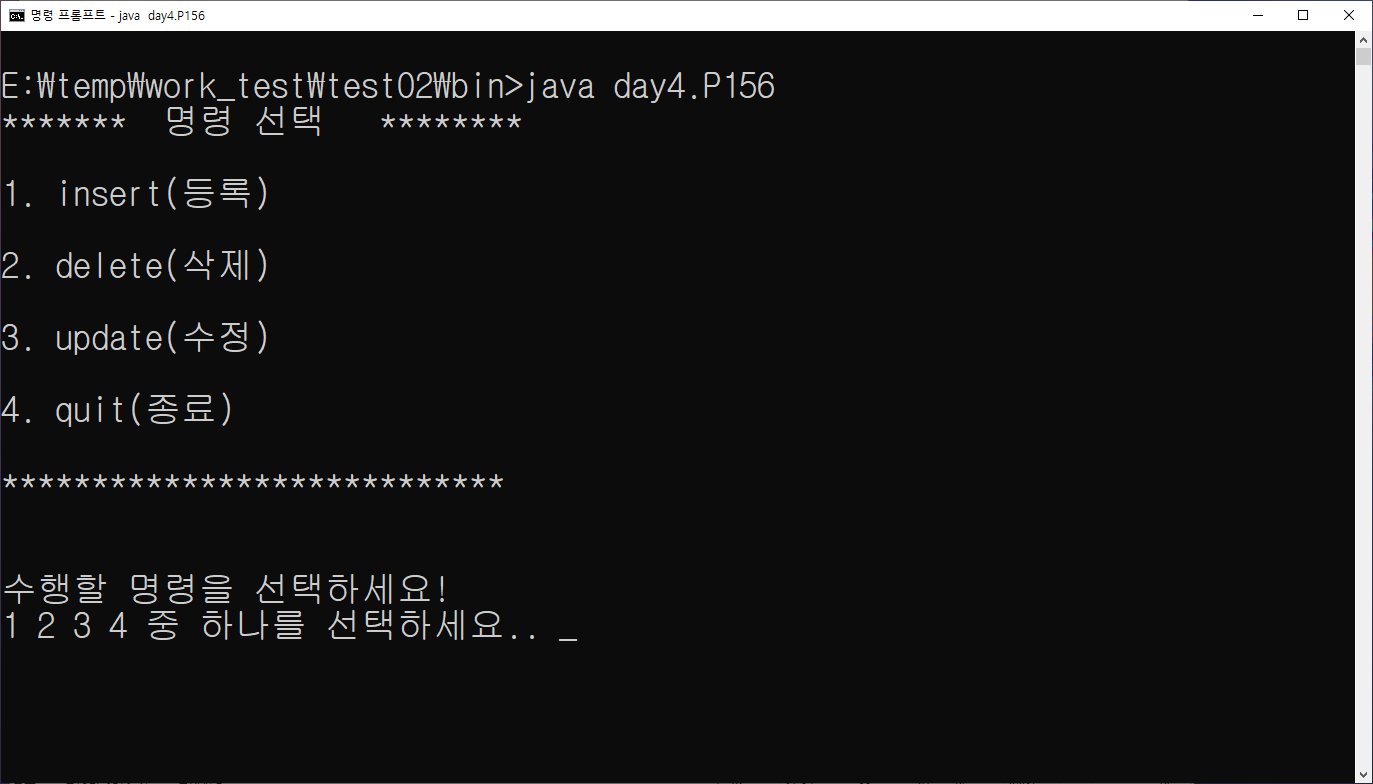 명령 프롬프트 - java  day4.P156
E:₩temp₩work_test₩test02₩bin>java day4.P156
*******  명령 선택   ********
1. insert(등록)
2. delete(삭제)
3. update(수정)
4. quit(종료)
****************************
수행할 명령을 선택하세요!
1 2 3 4 중 하나를 선택하세요.. _